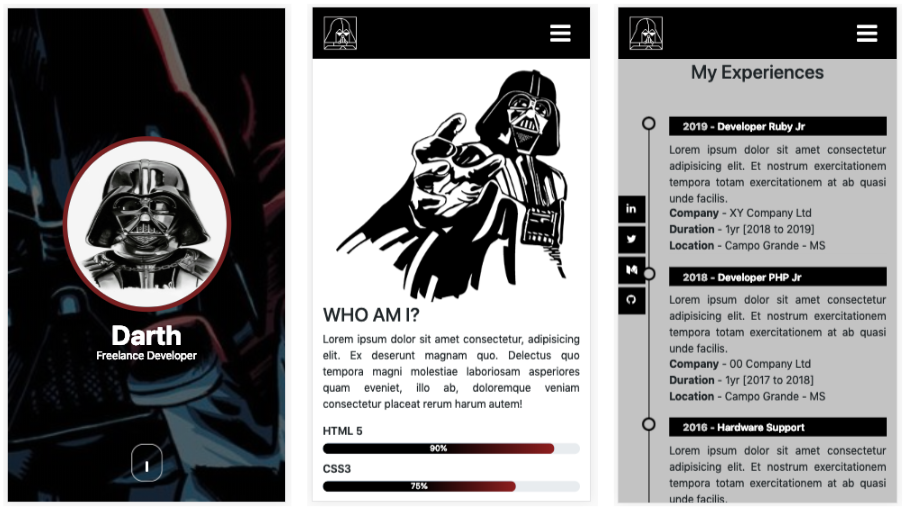 Darth
Freelance Developer
WHO AM I?
Lorem ipsum dolor sit amet consectetur, adipisicing
elit. Ex deserunt magnam quo. Delectus quo
tempora magni molestiae laboriosam asperiores
quam eveniet, illo ab, doloremque veniam
consectetur placeat rerum harum autem!
HTML 5
90%
CSS3
75%
My Experiences
2019 - Developer Ruby Jr
Lorem ipsum dolor sit amet consectetur
adipisicing elit. Et nostrum exercitationem
tempora totam exercitationem at ab quasi
unde facilis.
Company - XY Company Ltd
Duration - 1yr [2018 to 2019]
Location - Campo Grande - MS
in
2018 - Developer PHP Jr
Lorem ipsum dolor sit amet consectetur
adipisicing elit. Et nostrum exercitationem
tempora totam exercitationem at ab quasi
unde facilis.
Company - 00 Company Ltd
Duration - 1yr [2017 to 2018]
Location - Campo Grande - MS
2016 - Hardware Support
Lorem ipsum dolor sit amet consectetur
adipisicing elit. Et nostrum exercitationem
tempora totam exercitationem at ab quasi
unde facilis.